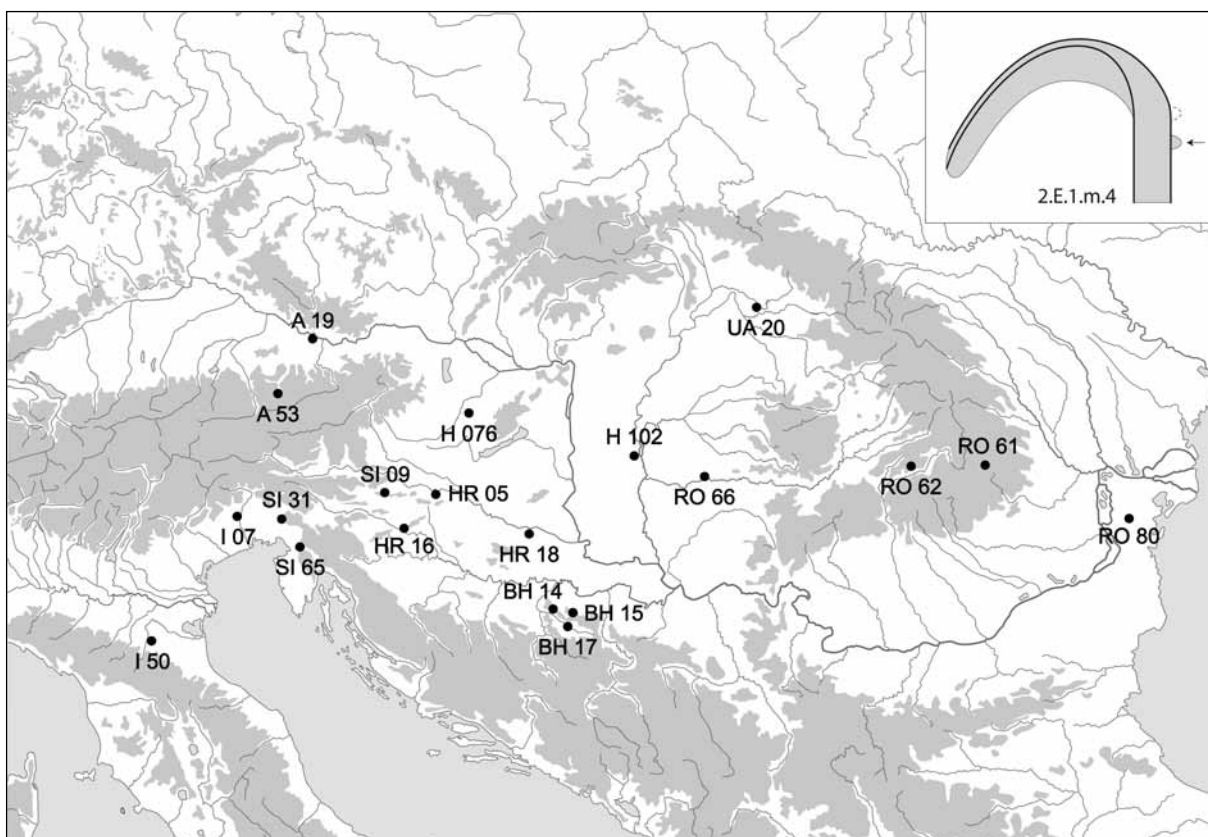 2.E.1.m.4
A 19
UA 20
A 53
H 076
H 102
SI 09
HR 05
RO 61
RO 62
RO 66
SI 31
I 07
HR 16
HR 18
RO 80
SI 65
BH 14
BH 15
BH 17
I 50